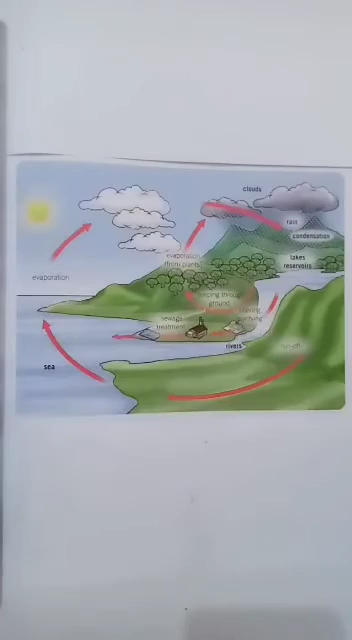 clouds
rain
condensation
evaporation
(from plants)
lakes
reservoirs
evaporation
seeping through
ground
sewage
treatment
rivers
run-off
sea